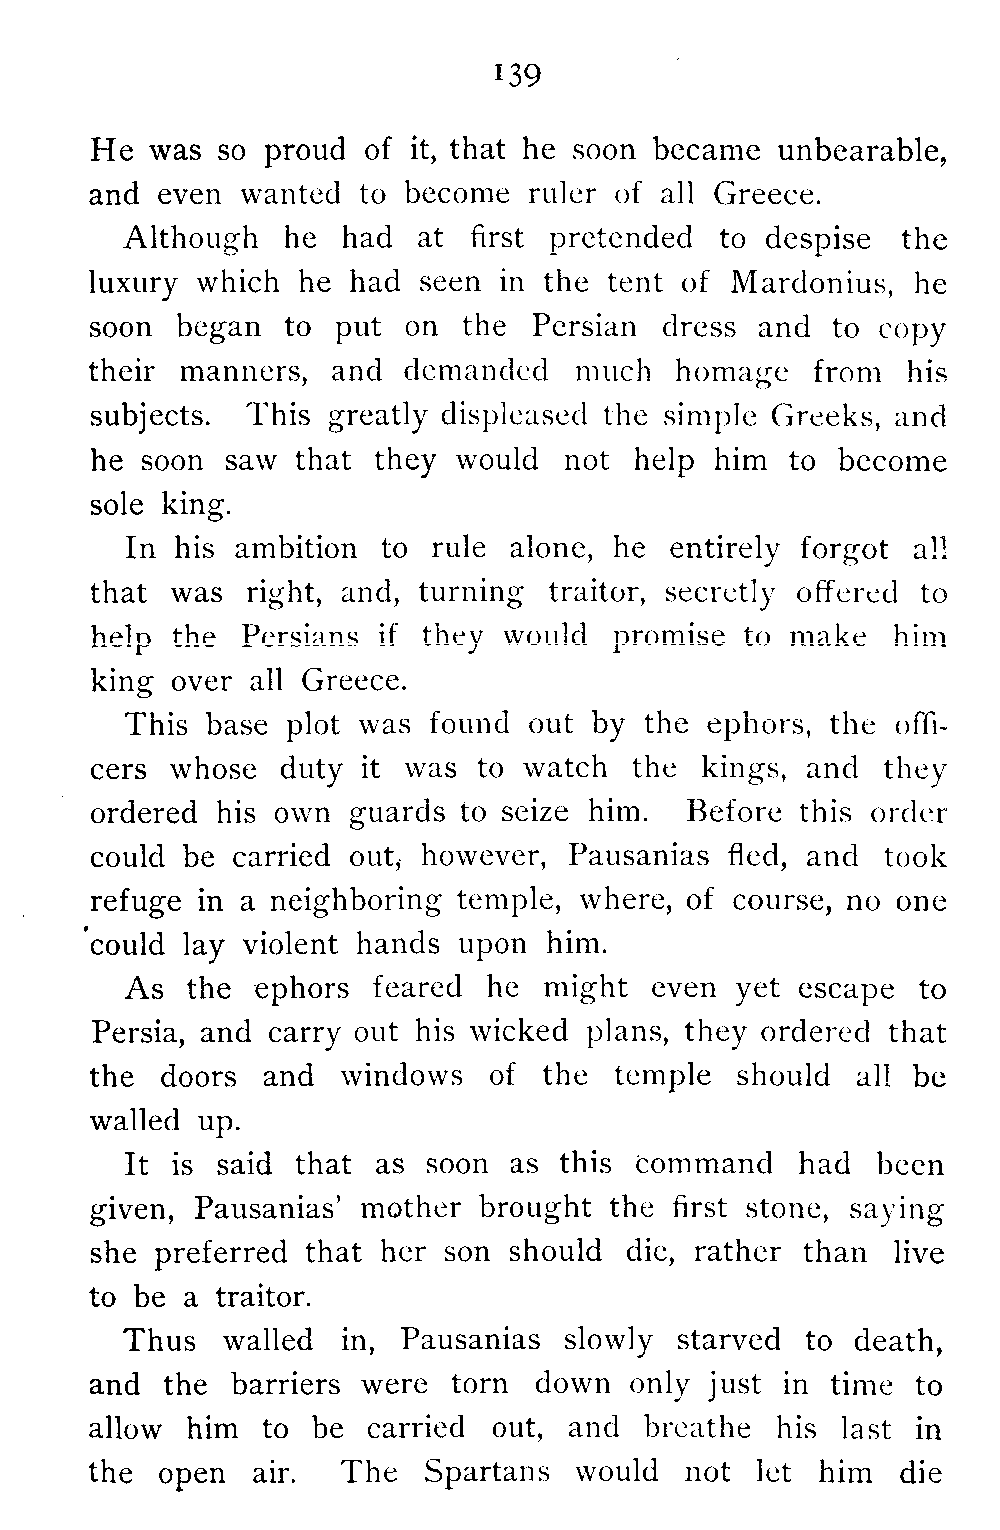 139
He was so proud of it, that he soon became unbearable,
and even wanted to become ruler of all Greece.
Although he had at first pretended to despise the
luxury which he had seen in the tent of Mardonius, he
soon began to put on the Persian dress and to copy
their manners, and demanded much homage from his
subjects. This greatly displeased the simple Greeks, and
he soon saw that they would not help him to become
sole king.
In his ambition to rule alone, he entirely forgot all
that was right, and, turning traitor, secretly offered to
help the Persians if they would promise to make him
king over all Greece.
This base plot was found out by the ephors, the offi-
cers whose duty it was to watch the kings, and they
ordered his own guards to seize him. Before this order
could be carried out, however, Pausanias fled, and took
refuge in a neighboring temple, where, of course, no one
could lay violent hands upon him.
As the ephors feared he might even yet escape to
Persia, and carry out his wicked plans, they ordered that
the doors and windows of the temple should all be
walled up.
It is said that as soon as this command had been
given, Pausanias' mother brought the first stone, saying
she preferred that her son should die, rather than live
to be a traitor.
Thus walled in, Pausanias slowly starved to death,
and the barriers were torn down only just in time to
allow him to be carried out, and breathe his last in
the open air. The Spartans would not let him die